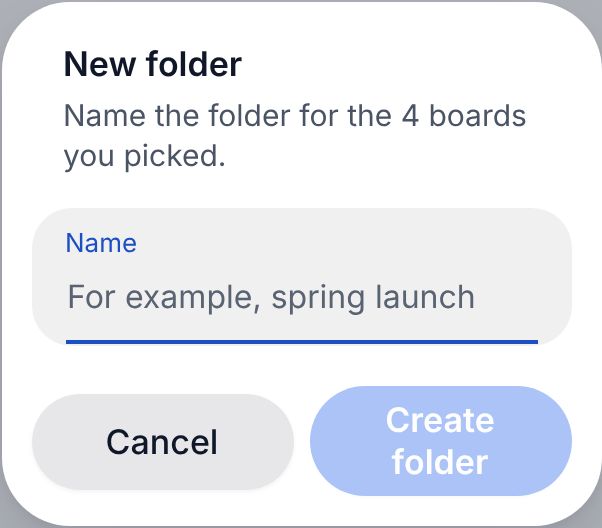 New folder
Name the folder for the 4 boards
you picked.
Name
For example, spring launch
Cancel
Create
folder